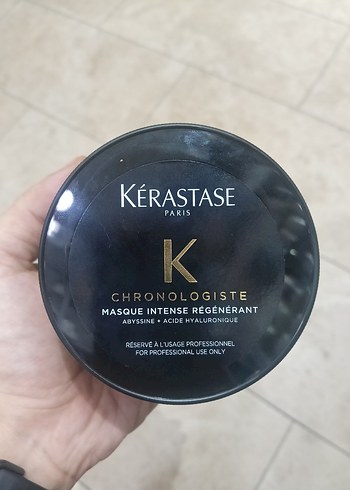 KÉRASTASE
PARIS
K
CHRONOLOGISTE
MASQUE INTENSE RÉGÉNÉRANT
ABYSSINE + ACIDE HYALURONIQUE
RÉSERVÉ À L'USAGE PROFESSIONNEL
FOR PROFESSIONAL USE ONLY